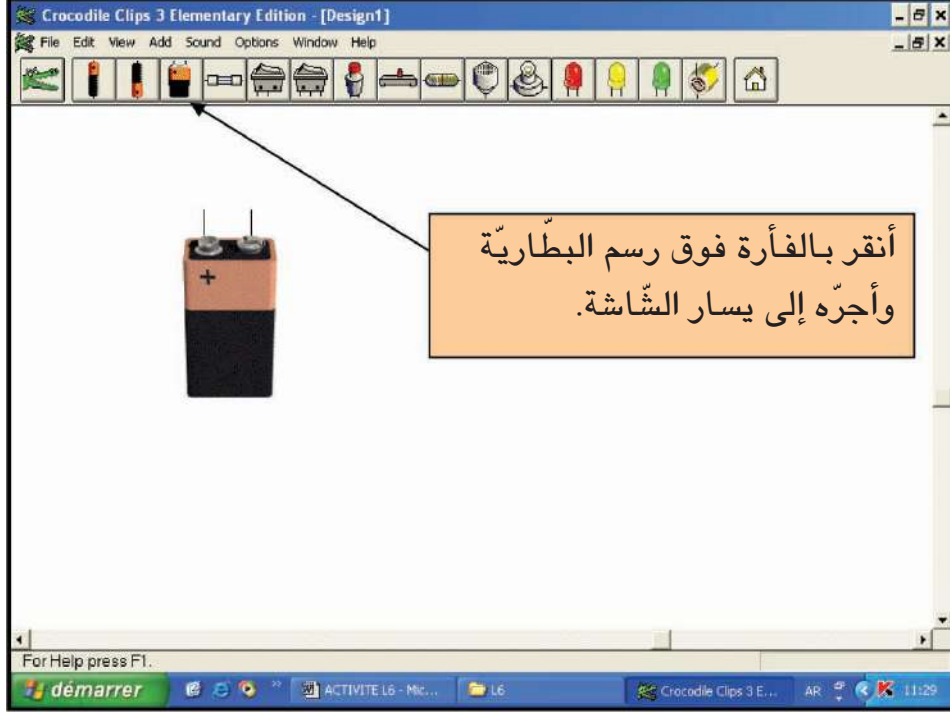 Crocodile Clips 3 Elementary Edition - [Design1]
File Edit View Add Sound Options Window Help
أنقر بالفأرة فوق رسم البطّاريّة
وأجرّه إلى يسار الشّاشة.
+
For Help press F1.
démarrer ACTIVITE L6 - Mic... L6 Crocodile Clips 3 E... AR 11:29